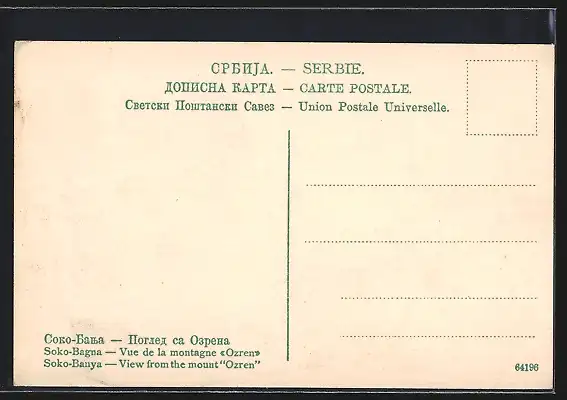 СРБИЈА. — SERBIE.
ДОПИСНА КАРТА — CARTE POSTALE.
Светски Поштански Савез — Union Postale Universelle.
Соко-Бања — Поглед са Озрена
Soko-Bagna — Vue de la montagne «Ozren»
Soko-Banya — View from the mount "Ozren"
64196